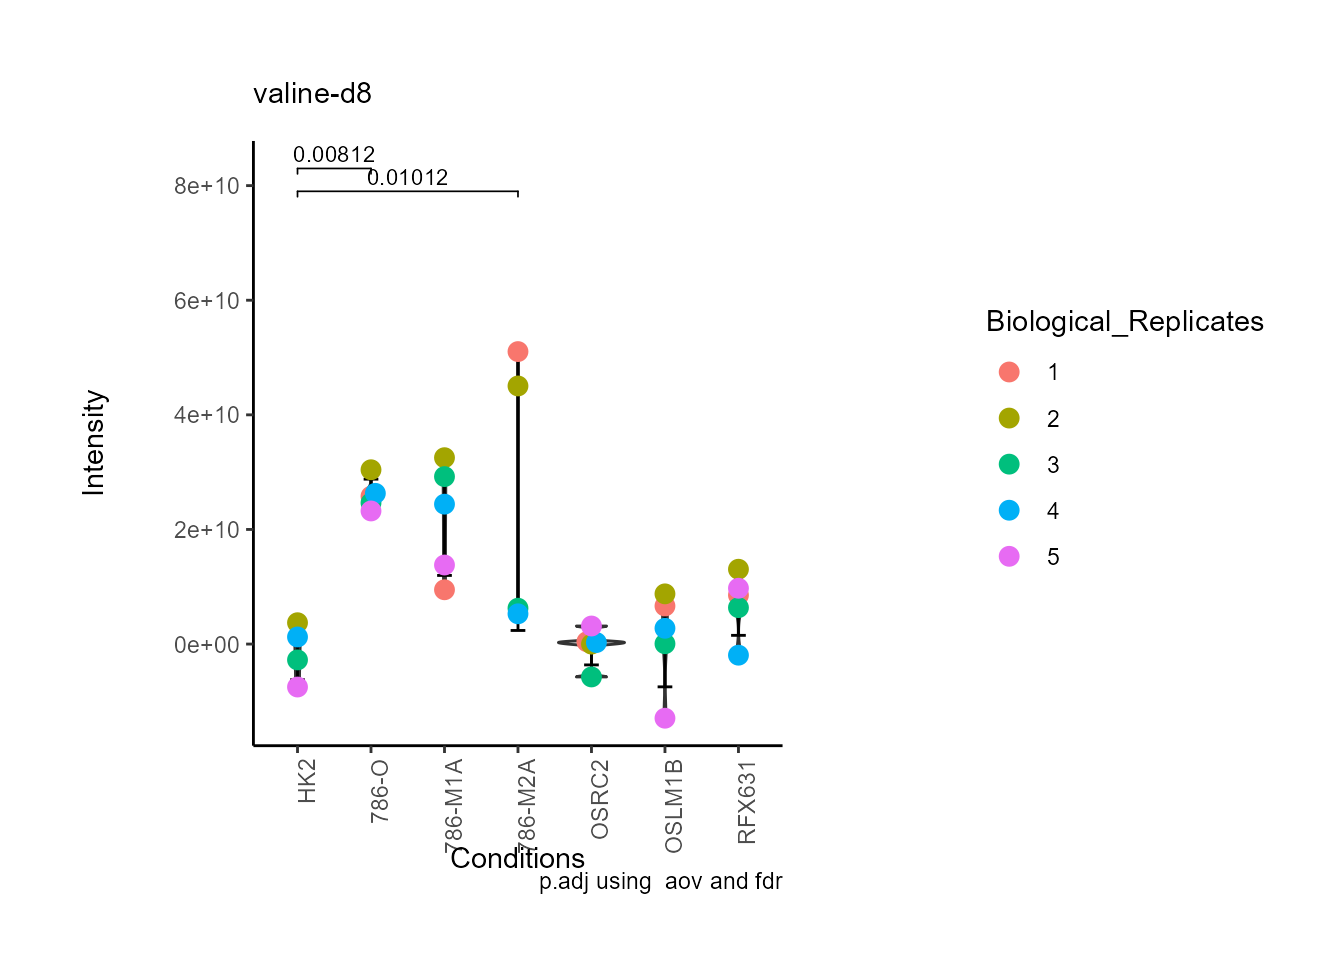 valine-d8
0.00812
0.01012
8e+10
6e+10
4e+10
2e+10
0e+00
Intensity
HK2
786-O
786-M1A
786-M2A
OSRC2
OSLM1B
RFX631
Conditions
p.adj using  aov and fdr
Biological_Replicates
1
2
3
4
5